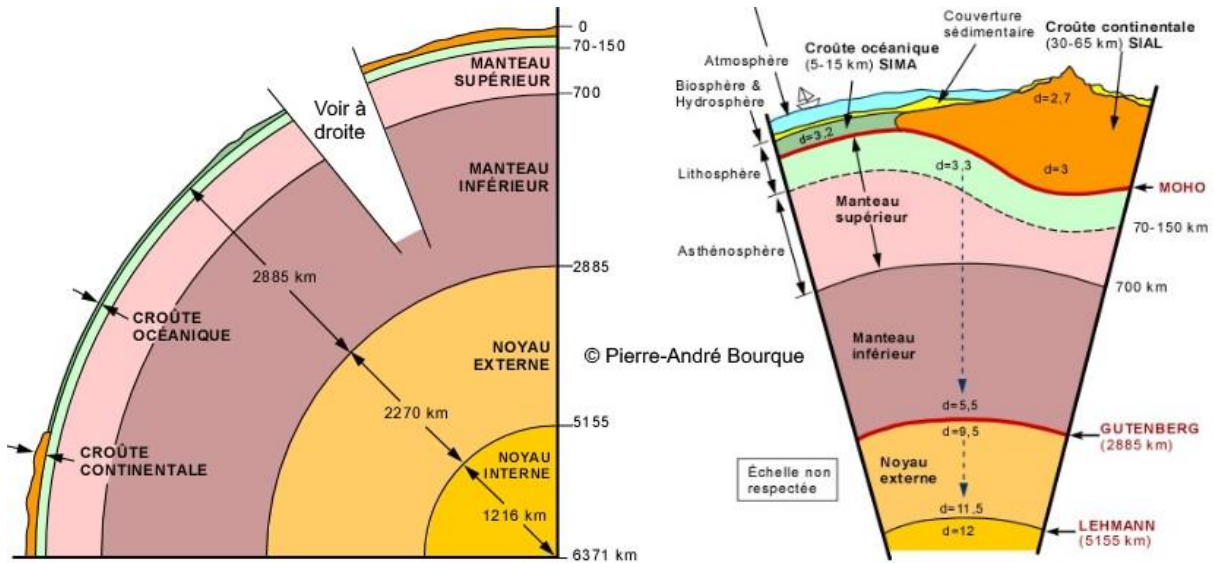 0
70-150
MANTEAU
SUPÉRIEUR
700
Voir à
droite
MANTEAU
INFÉRIEUR
2885 km
2885
CROÛTE
OCÉANIQUE
NOYAU
EXTERNE
2270 km
5155
CROÛTE
CONTINENTALE
NOYAU
INTERNE
1216 km
6371 km
© Pierre-André Bourque
Couverture
sédimentaire
Croûte continentale
(30-65 km) SIAL
Croûte océanique
(5-15 km) SIMA
Atmosphère
Biosphère &
Hydrosphère
d=2,7
d=3,2
d=3,3
d=3
Lithosphère
MOHO
Manteau
supérieur
70-150 km
Asthénosphère
700 km
Manteau
inférieur
d=5,5
d=9,5
GUTENBERG
(2885 km)
Noyau
externe
Échelle non
respectée
d=11,5
d=12
LEHMANN
(5155 km)